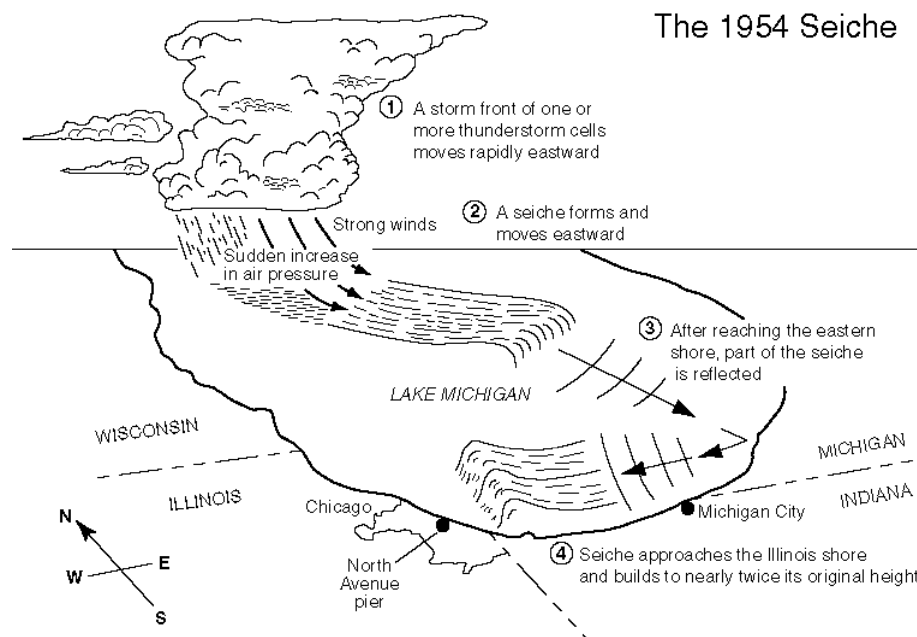 The 1954 Seiche
1 A storm front of one or
more thunderstorm cells
moves rapidly eastward
2 A seiche forms and
moves eastward
Strong winds
Sudden increase
in air pressure
3 After reaching the eastern
shore, part of the seiche
is reflected
LAKE MICHIGAN
WISCONSIN
ILLINOIS
MICHIGAN
INDIANA
Chicago
Michigan City
North
Avenue
pier
4 Seiche approaches the Illinois shore
and builds to nearly twice its original height
N
E
W
S